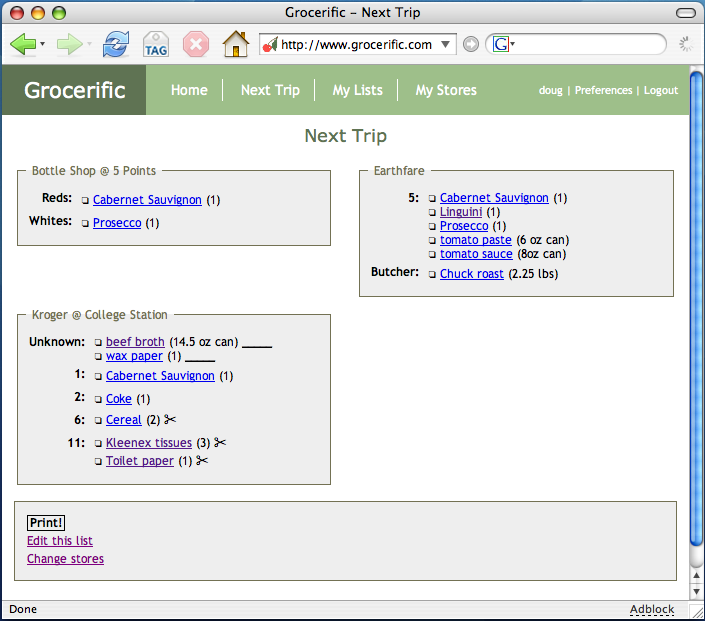 Grocerific – Next Trip
TAG
http://www.grocerific.com
G
Grocerific Home Next Trip My Lists My Stores doug | Preferences | Logout
Next Trip
Bottle Shop @ 5 Points
Reds: Cabernet Sauvignon (1)
Whites: Prosecco (1)
Earthfare
5: Cabernet Sauvignon (1)
Linguini (1)
Prosecco (1)
tomato paste (6 oz can)
tomato sauce (8oz can)
Butcher: Chuck roast (2.25 lbs)
Kroger @ College Station
Unknown: beef broth (14.5 oz can) _____
wax paper (1) _____
1: Cabernet Sauvignon (1)
2: Coke (1)
6: Cereal (2) ✂
11: Kleenex tissues (3) ✂
Toilet paper (1) ✂
Print!
Edit this list
Change stores
Done Adblock